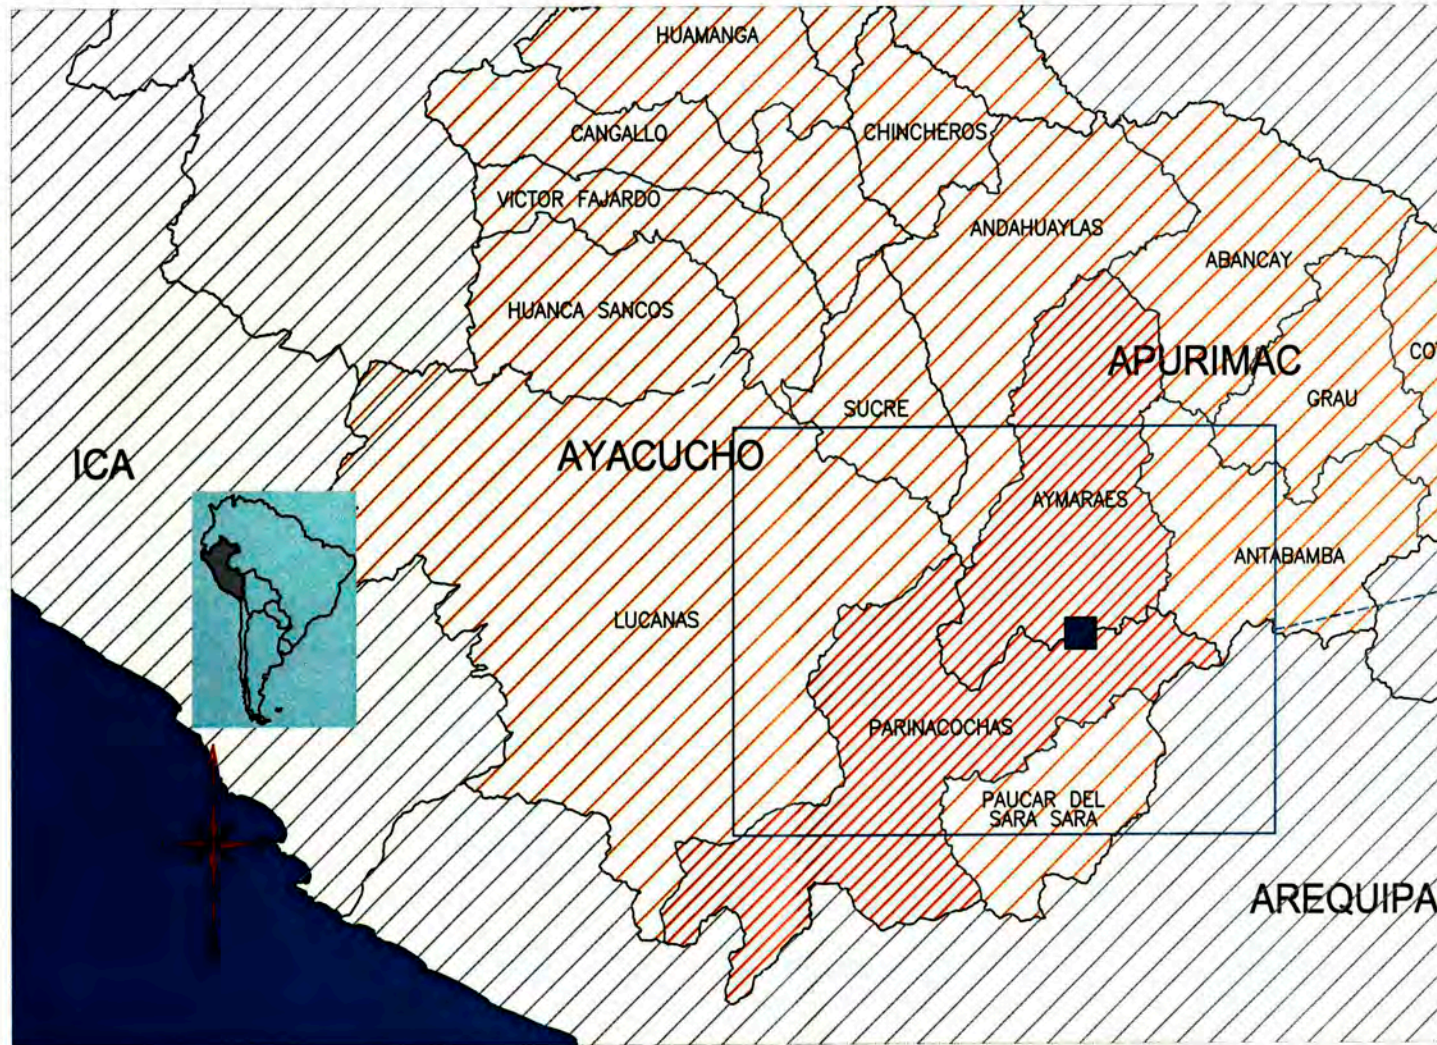 HUAMANGA
CANGALLO
CHINCHEROS
VICTOR FAJARDO
ANDAHUAYLAS
ABANCAY
HUANCA SANCOS
APURIMAC
CO
GRAU
SUCRE
ICA
AYACUCHO
AYMARAES
ANTABAMBA
LUCANAS
PARINACOCHAS
PAUCAR DEL
SARA SARA
AREQUIPA